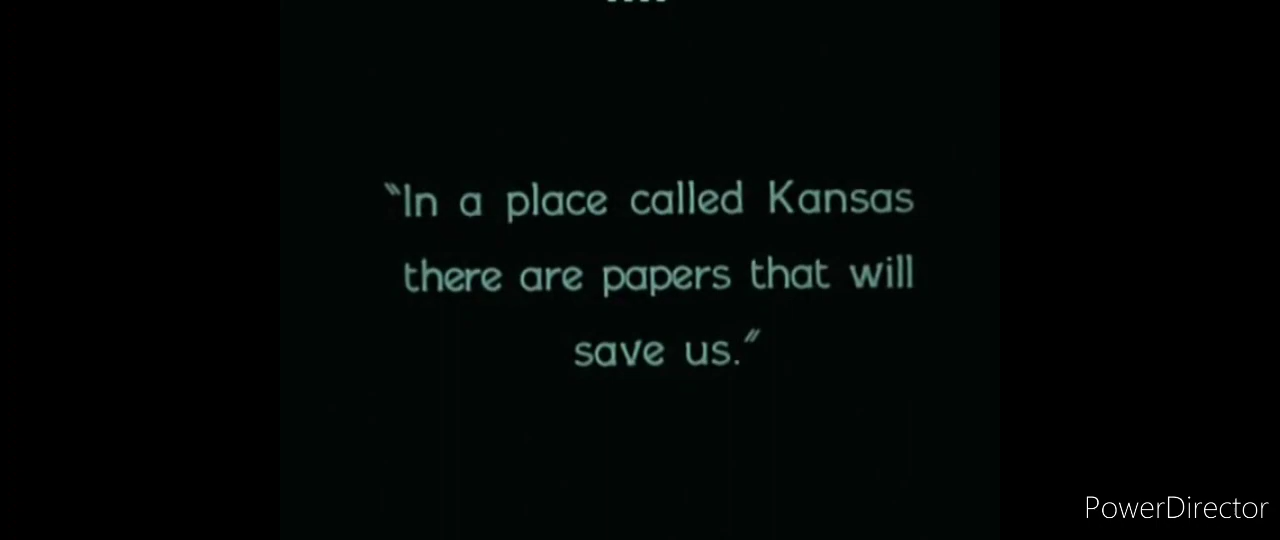 "In a place called Kansas
there are papers that will
save us."
PowerDirector